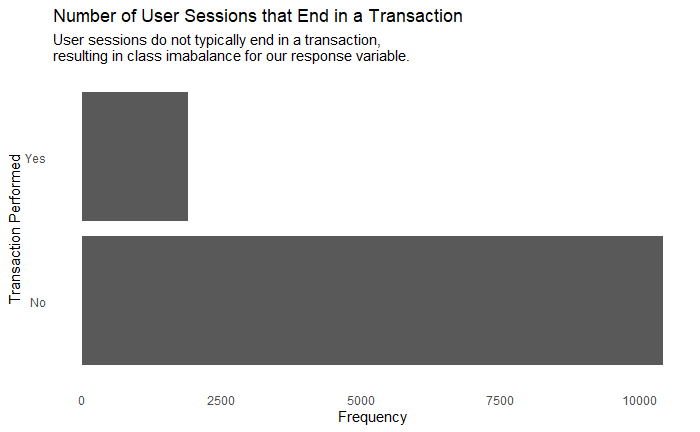 Number of User Sessions that End in a Transaction
User sessions do not typically end in a transaction,
resulting in class imabalance for our response variable.
Transaction Performed
Yes
No
0 2500 5000 7500 10000
Frequency